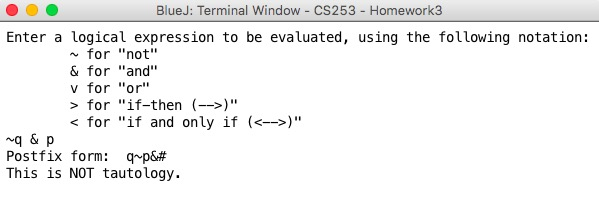 BlueJ: Terminal Window - CS253 - Homework3
Enter a logical expression to be evaluated, using the following notation:
~ for "not"
& for "and"
v for "or"
> for "if-then (-->)"
< for "if and only if (<-->)"
~q & p
Postfix form:  q~p&#
This is NOT tautology.